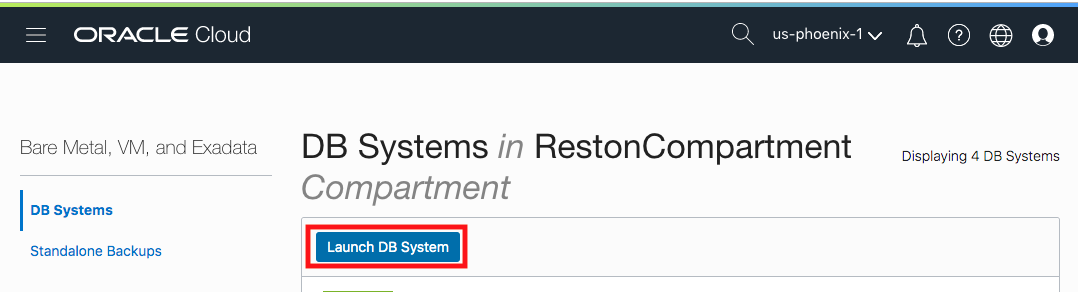 ORACLE Cloud
us-phoenix-1
Bare Metal, VM, and Exadata
DB Systems
Standalone Backups
DB Systems in RestonCompartment
Compartment
Displaying 4 DB Systems
Launch DB System